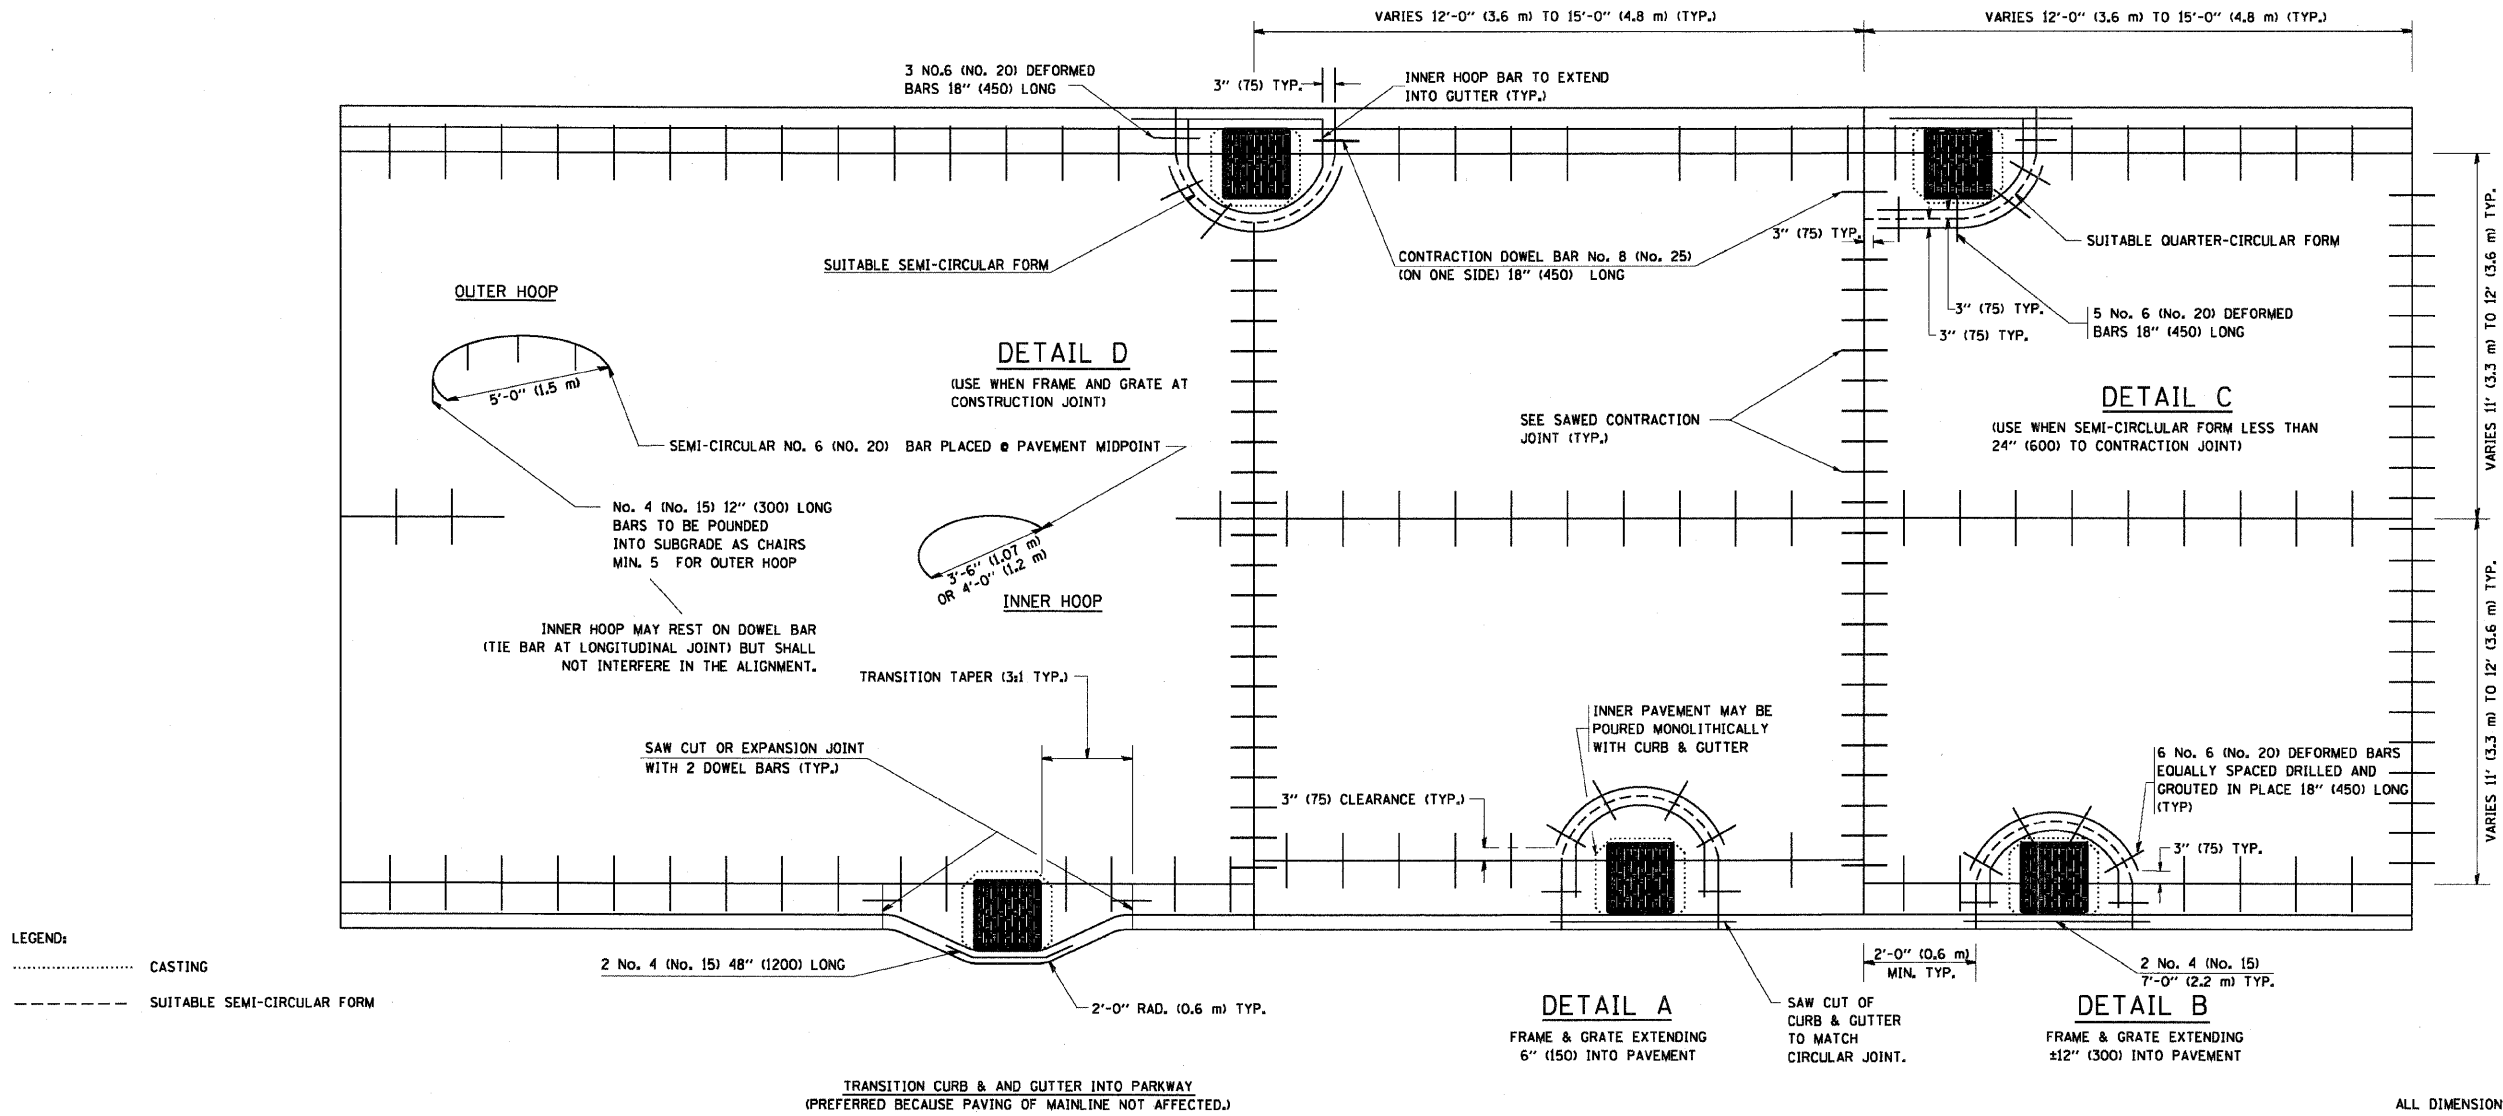 VARIES 12'-0" (3.6 m) TO 15'-0" (4.8 m) (TYP.)
VARIES 12'-0" (3.6 m) TO 15'-0" (4.8 m) (TYP.)
3 NO.6 (NO. 20) DEFORMED
BARS 18" (450) LONG
3" (75) TYP.
INNER HOOP BAR TO EXTEND
INTO GUTTER (TYP.)
SUITABLE SEMI-CIRCULAR FORM
CONTRACTION DOWEL BAR No. 8 (No. 25)
(ON ONE SIDE) 18" (450) LONG
3" (75) TYP.
SUITABLE QUARTER-CIRCULAR FORM
3" (75) TYP.
3" (75) TYP.
5 No. 6 (No. 20) DEFORMED
BARS 18" (450) LONG
VARIES 11' (3.3 m) TO 12' (3.6 m) TYP.
OUTER HOOP
5'-0" (1.5 m)
DETAIL D
(USE WHEN FRAME AND GRATE AT
CONSTRUCTION JOINT)
SEMI-CIRCULAR NO. 6 (NO. 20) BAR PLACED @ PAVEMENT MIDPOINT
SEE SAWED CONTRACTION
JOINT (TYP.)
DETAIL C
(USE WHEN SEMI-CIRCLULAR FORM LESS THAN
24" (600) TO CONTRACTION JOINT)
No. 4 (No. 15) 12" (300) LONG
BARS TO BE POUNDED
INTO SUBGRADE AS CHAIRS
MIN. 5 FOR OUTER HOOP
3'-6" (1.07 m)
OR 4'-0" (1.2 m)
INNER HOOP
INNER HOOP MAY REST ON DOWEL BAR
(TIE BAR AT LONGITUDINAL JOINT) BUT SHALL
NOT INTERFERE IN THE ALIGNMENT.
VARIES 11' (3.3 m) TO 12' (3.6 m) TYP.
TRANSITION TAPER (3:1 TYP.)
SAW CUT OR EXPANSION JOINT
WITH 2 DOWEL BARS (TYP.)
INNER PAVEMENT MAY BE
POURED MONOLITHICALLY
WITH CURB & GUTTER
3" (75) CLEARANCE (TYP.)
6 No. 6 (No. 20) DEFORMED BARS
EQUALLY SPACED DRILLED AND
GROUTED IN PLACE 18" (450) LONG
(TYP)
3" (75) TYP.
LEGEND:
CASTING
SUITABLE SEMI-CIRCULAR FORM
2 No. 4 (No. 15) 48" (1200) LONG
2'-0" RAD. (0.6 m) TYP.
2'-0" (0.6 m)
MIN. TYP.
2 No. 4 (No. 15)
7'-0" (2.2 m) TYP.
DETAIL A
FRAME & GRATE EXTENDING
6" (150) INTO PAVEMENT
SAW CUT OF
CURB & GUTTER
TO MATCH
CIRCULAR JOINT.
DETAIL B
FRAME & GRATE EXTENDING
±12" (300) INTO PAVEMENT
TRANSITION CURB & AND GUTTER INTO PARKWAY
(PREFERRED BECAUSE PAVING OF MAINLINE NOT AFFECTED.)
ALL DIMENSION